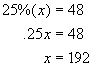 25%(x) = 48
.25x = 48
x = 192